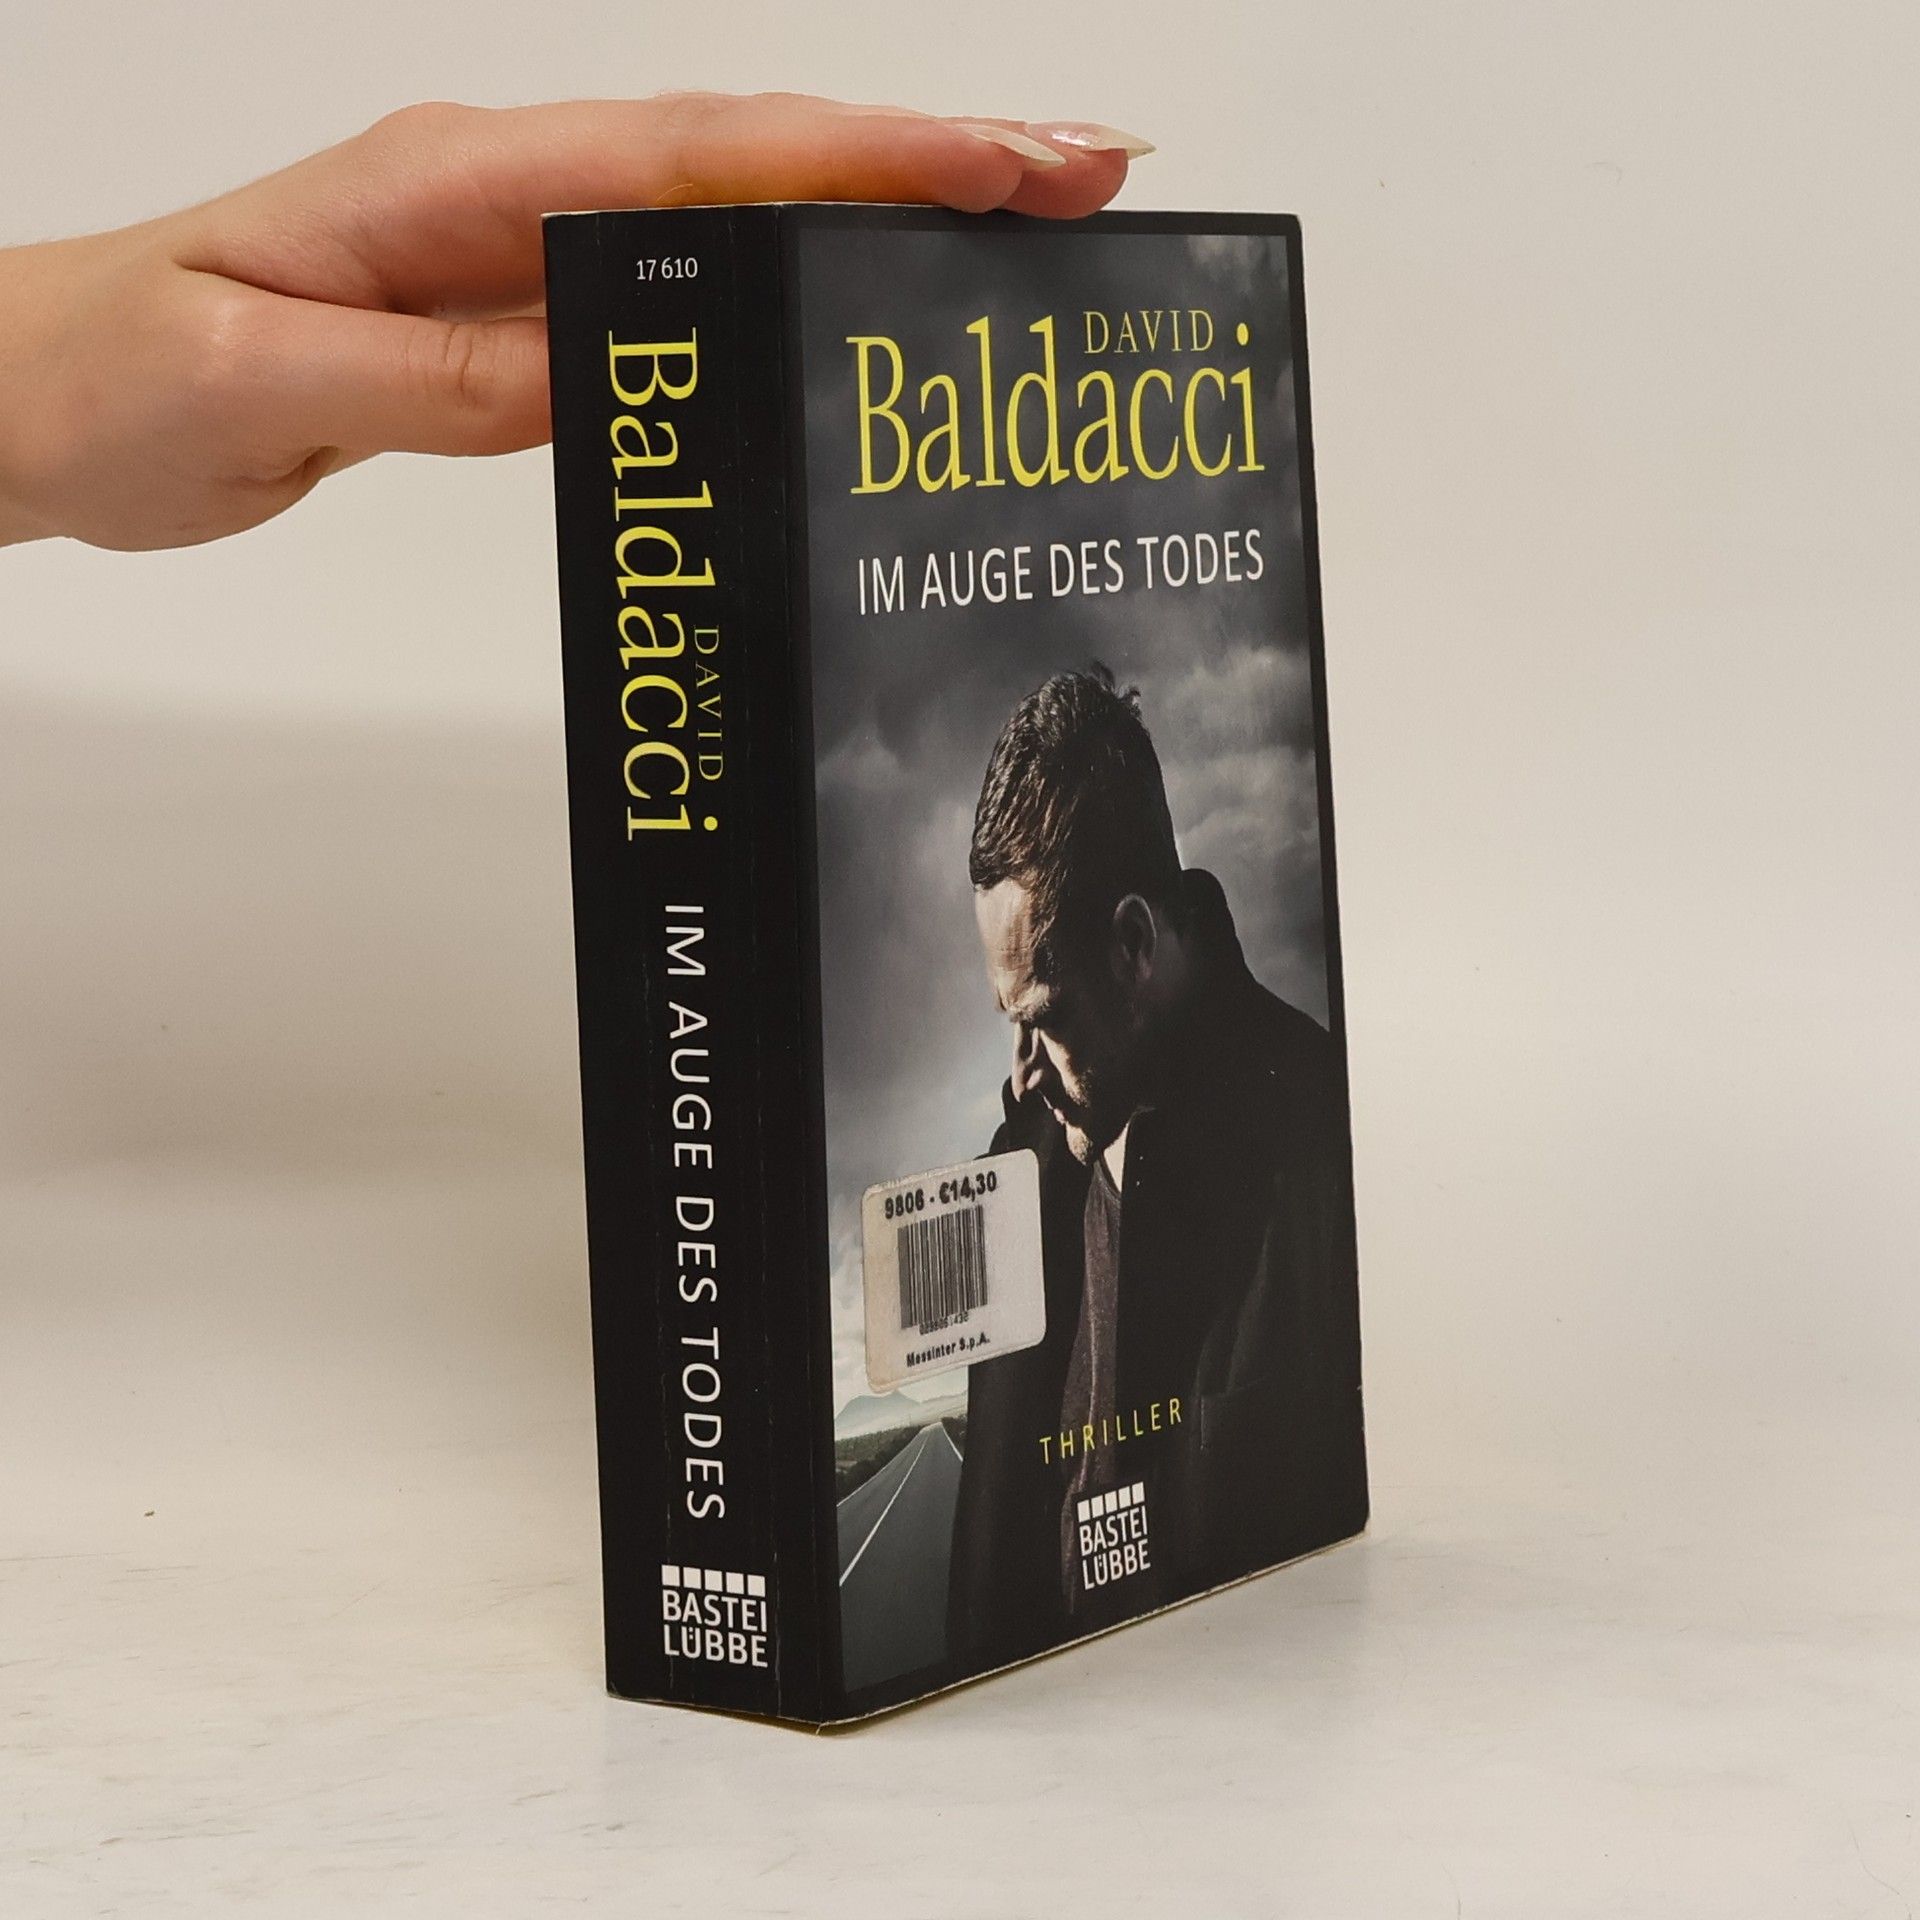 17 610
Baldacci
DAVID
IM AUGE DES TODES
BASTEI
LÜBBE
DAVID
Baldacci
IM AUGE DES TODES
9806 - €14,30
Messinter S.p.A.
THRILLER
BASTEI
LÜBBE